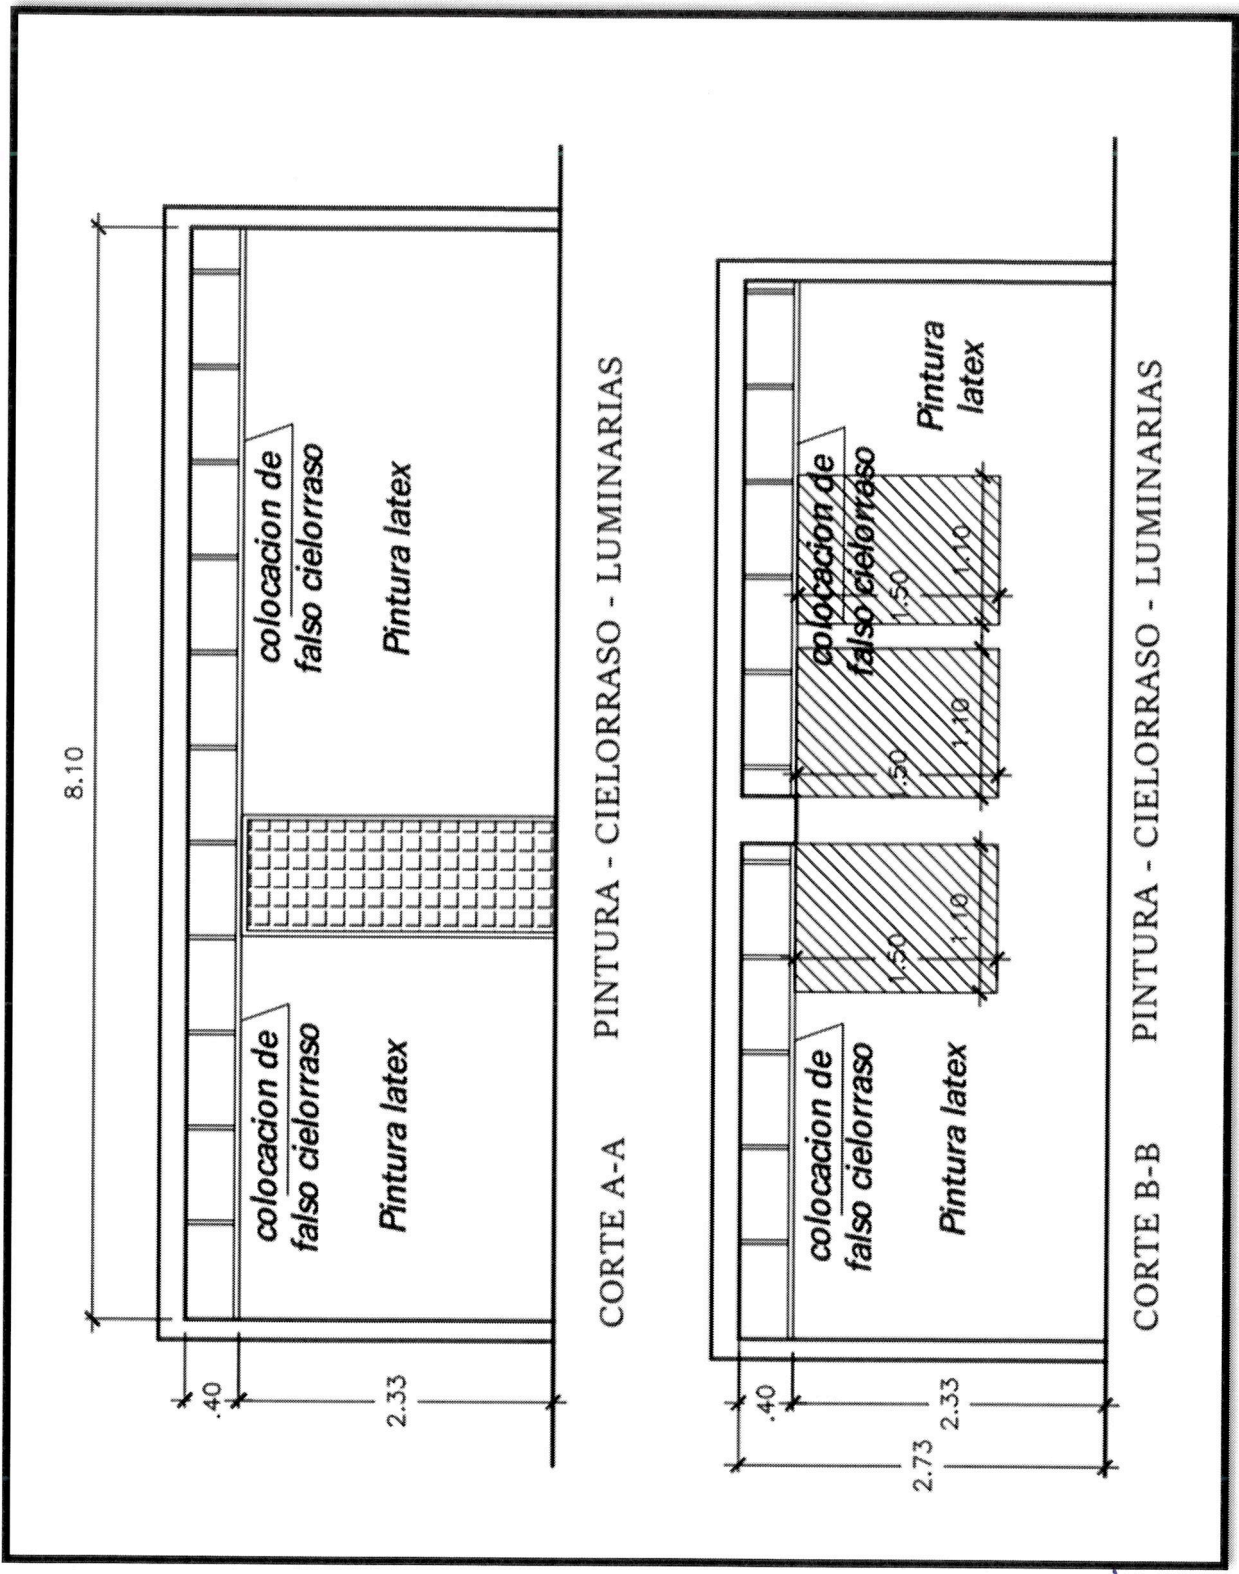 8.10
.40
2.33
colocacion de
falso cielorraso
Pintura latex
colocacion de
falso cielorraso
Pintura latex
CORTE A-A PINTURA - CIELORRASO - LUMINARIAS
.40
2.33
2.73
colocacion de
falso cielorraso
Pintura latex
1.50
1.10
1.50
1.10
colocacion de
falso cielorraso
1.50
1.10
Pintura
latex
CORTE B-B PINTURA - CIELORRASO - LUMINARIAS